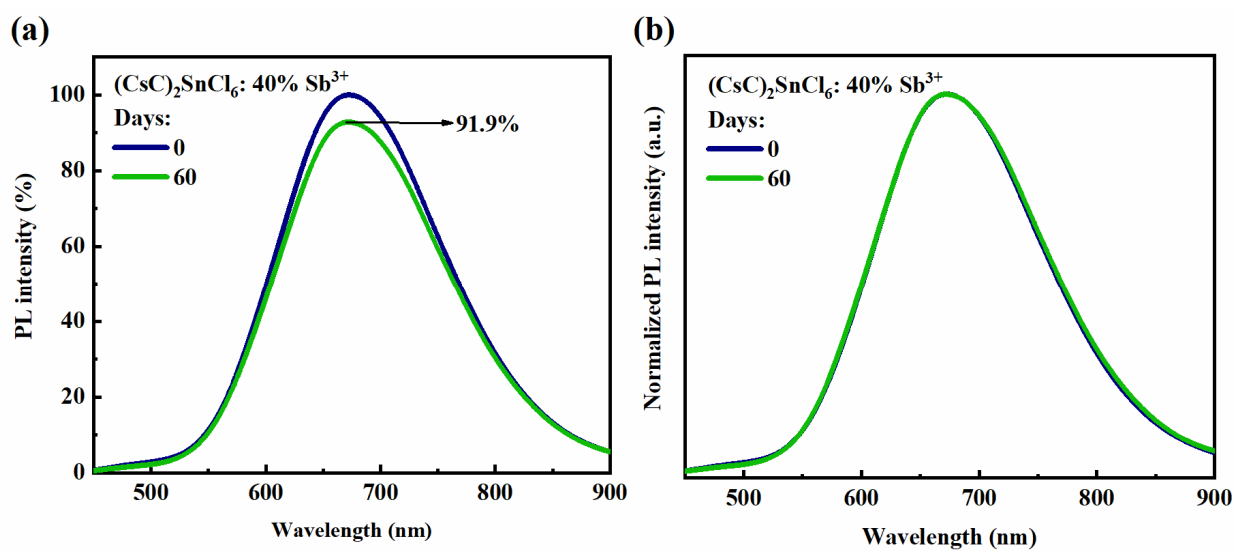 (a)
(CsC)₂SnCl₆: 40% Sb³⁺
Days:
0
60
91.9%
100
80
60
40
20
0
PL intensity (%)
500
600
700
800
900
Wavelength (nm)
(b)
(CsC)₂SnCl₆: 40% Sb³⁺
Days:
0
60
Normalized PL intensity (a.u.)
500
600
700
800
900
Wavelength (nm)